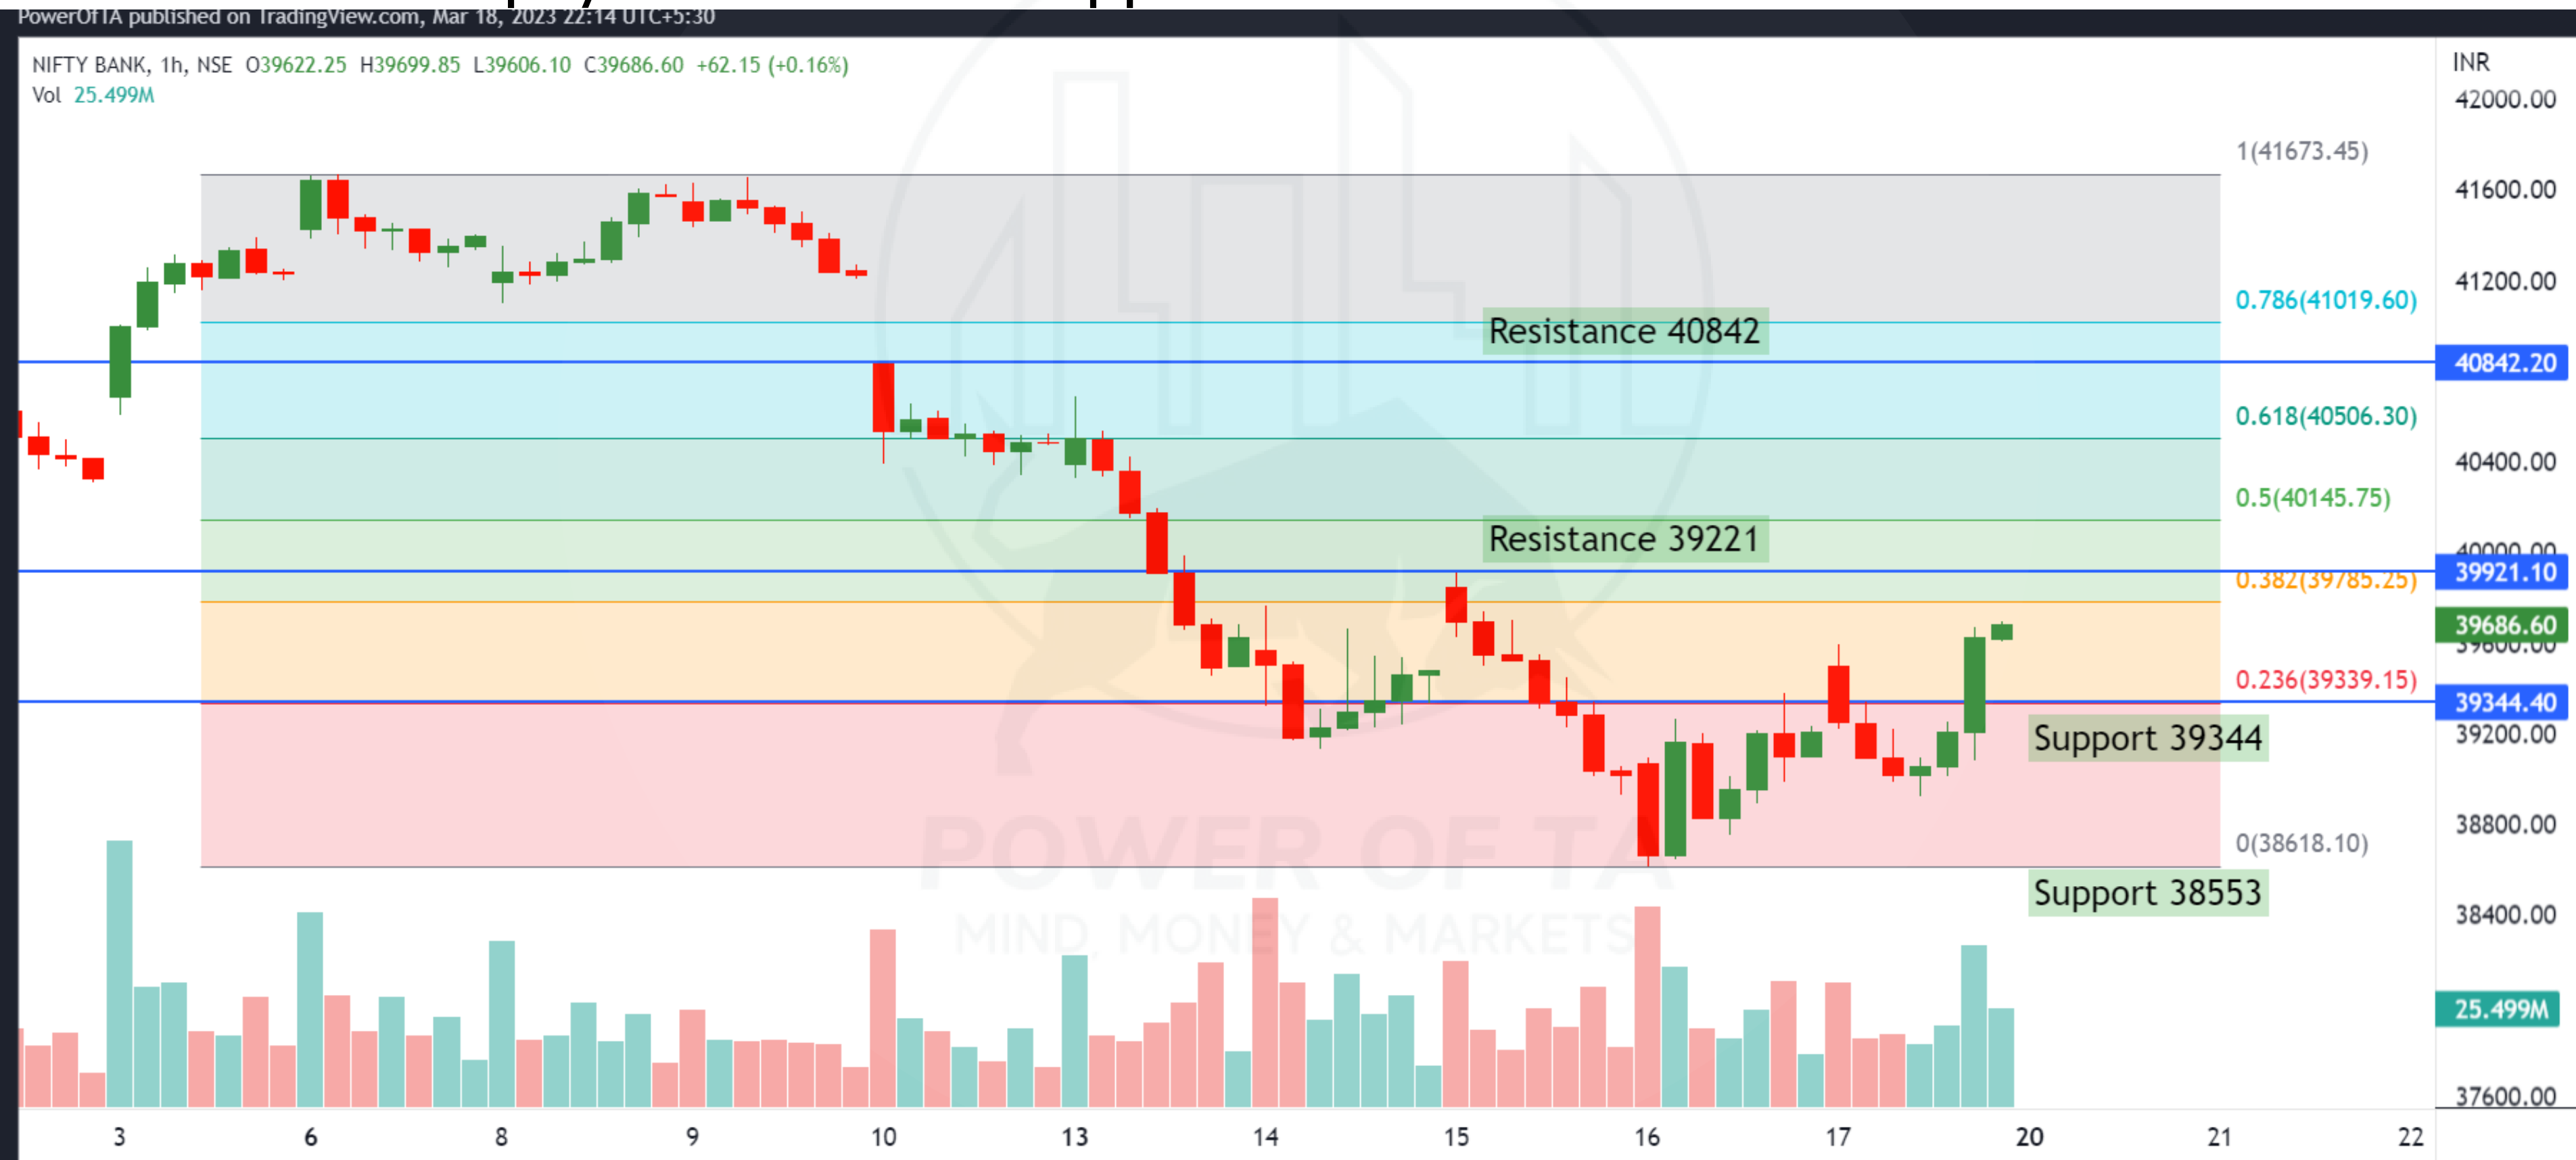 PowerOfTA published on TradingView.com, Mar 18, 2023 22:14 UTC+5:30
NIFTY BANK, 1h, NSE O39622.25 H39699.85 L39606.10 C39686.60 +62.15 (+0.16%)
Vol 25.499M
INR
42000.00
1(41673.45)
41600.00
41200.00
0.786(41019.60)
Resistance 40842
40842.20
0.618(40506.30)
40400.00
0.5(40145.75)
Resistance 39221
40000.00
39921.10
0.382(39785.25)
39686.60
39600.00
0.236(39339.15)
39344.40
Support 39344
39200.00
POWER OF TA
38800.00
0(38618.10)
Support 38553
38400.00
MIND, MONEY & MARKETS
25.499M
37600.00
3 6 8 9 10 13 14 15 16 17 20 21 22